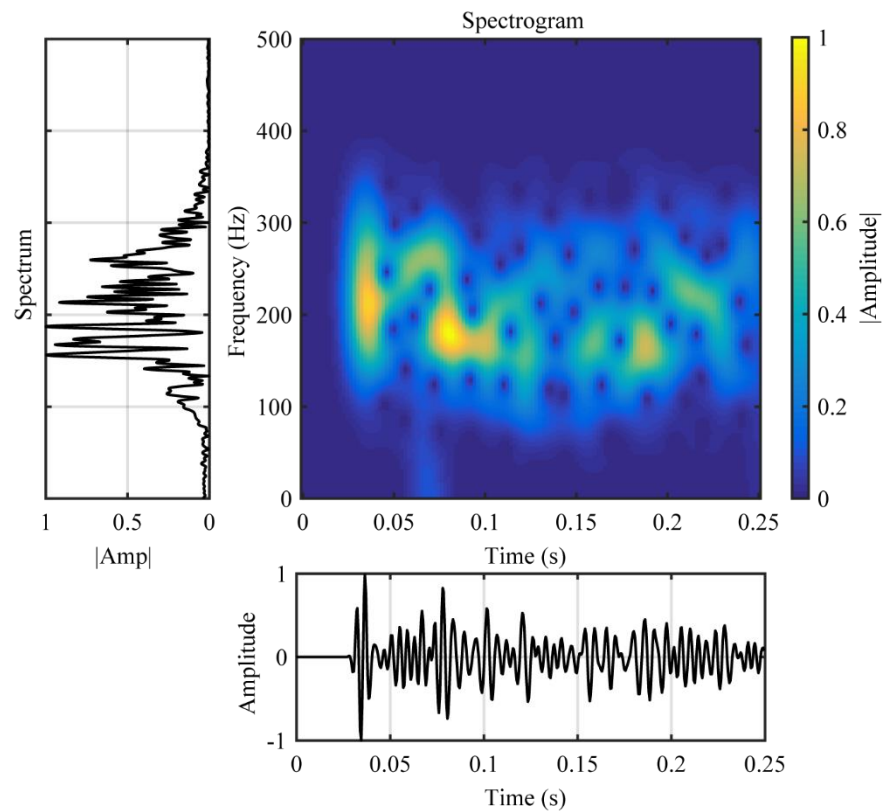 Spectrogram
500
400
300
200
100
0
Frequency (Hz)
0 0.05 0.1 0.15 0.2 0.25
Time (s)
1
0.8
0.6
0.4
0.2
0
|Amplitude|
Spectrum
1 0.5 0
|Amp|
1
0
-1
Amplitude
0 0.05 0.1 0.15 0.2 0.25
Time (s)